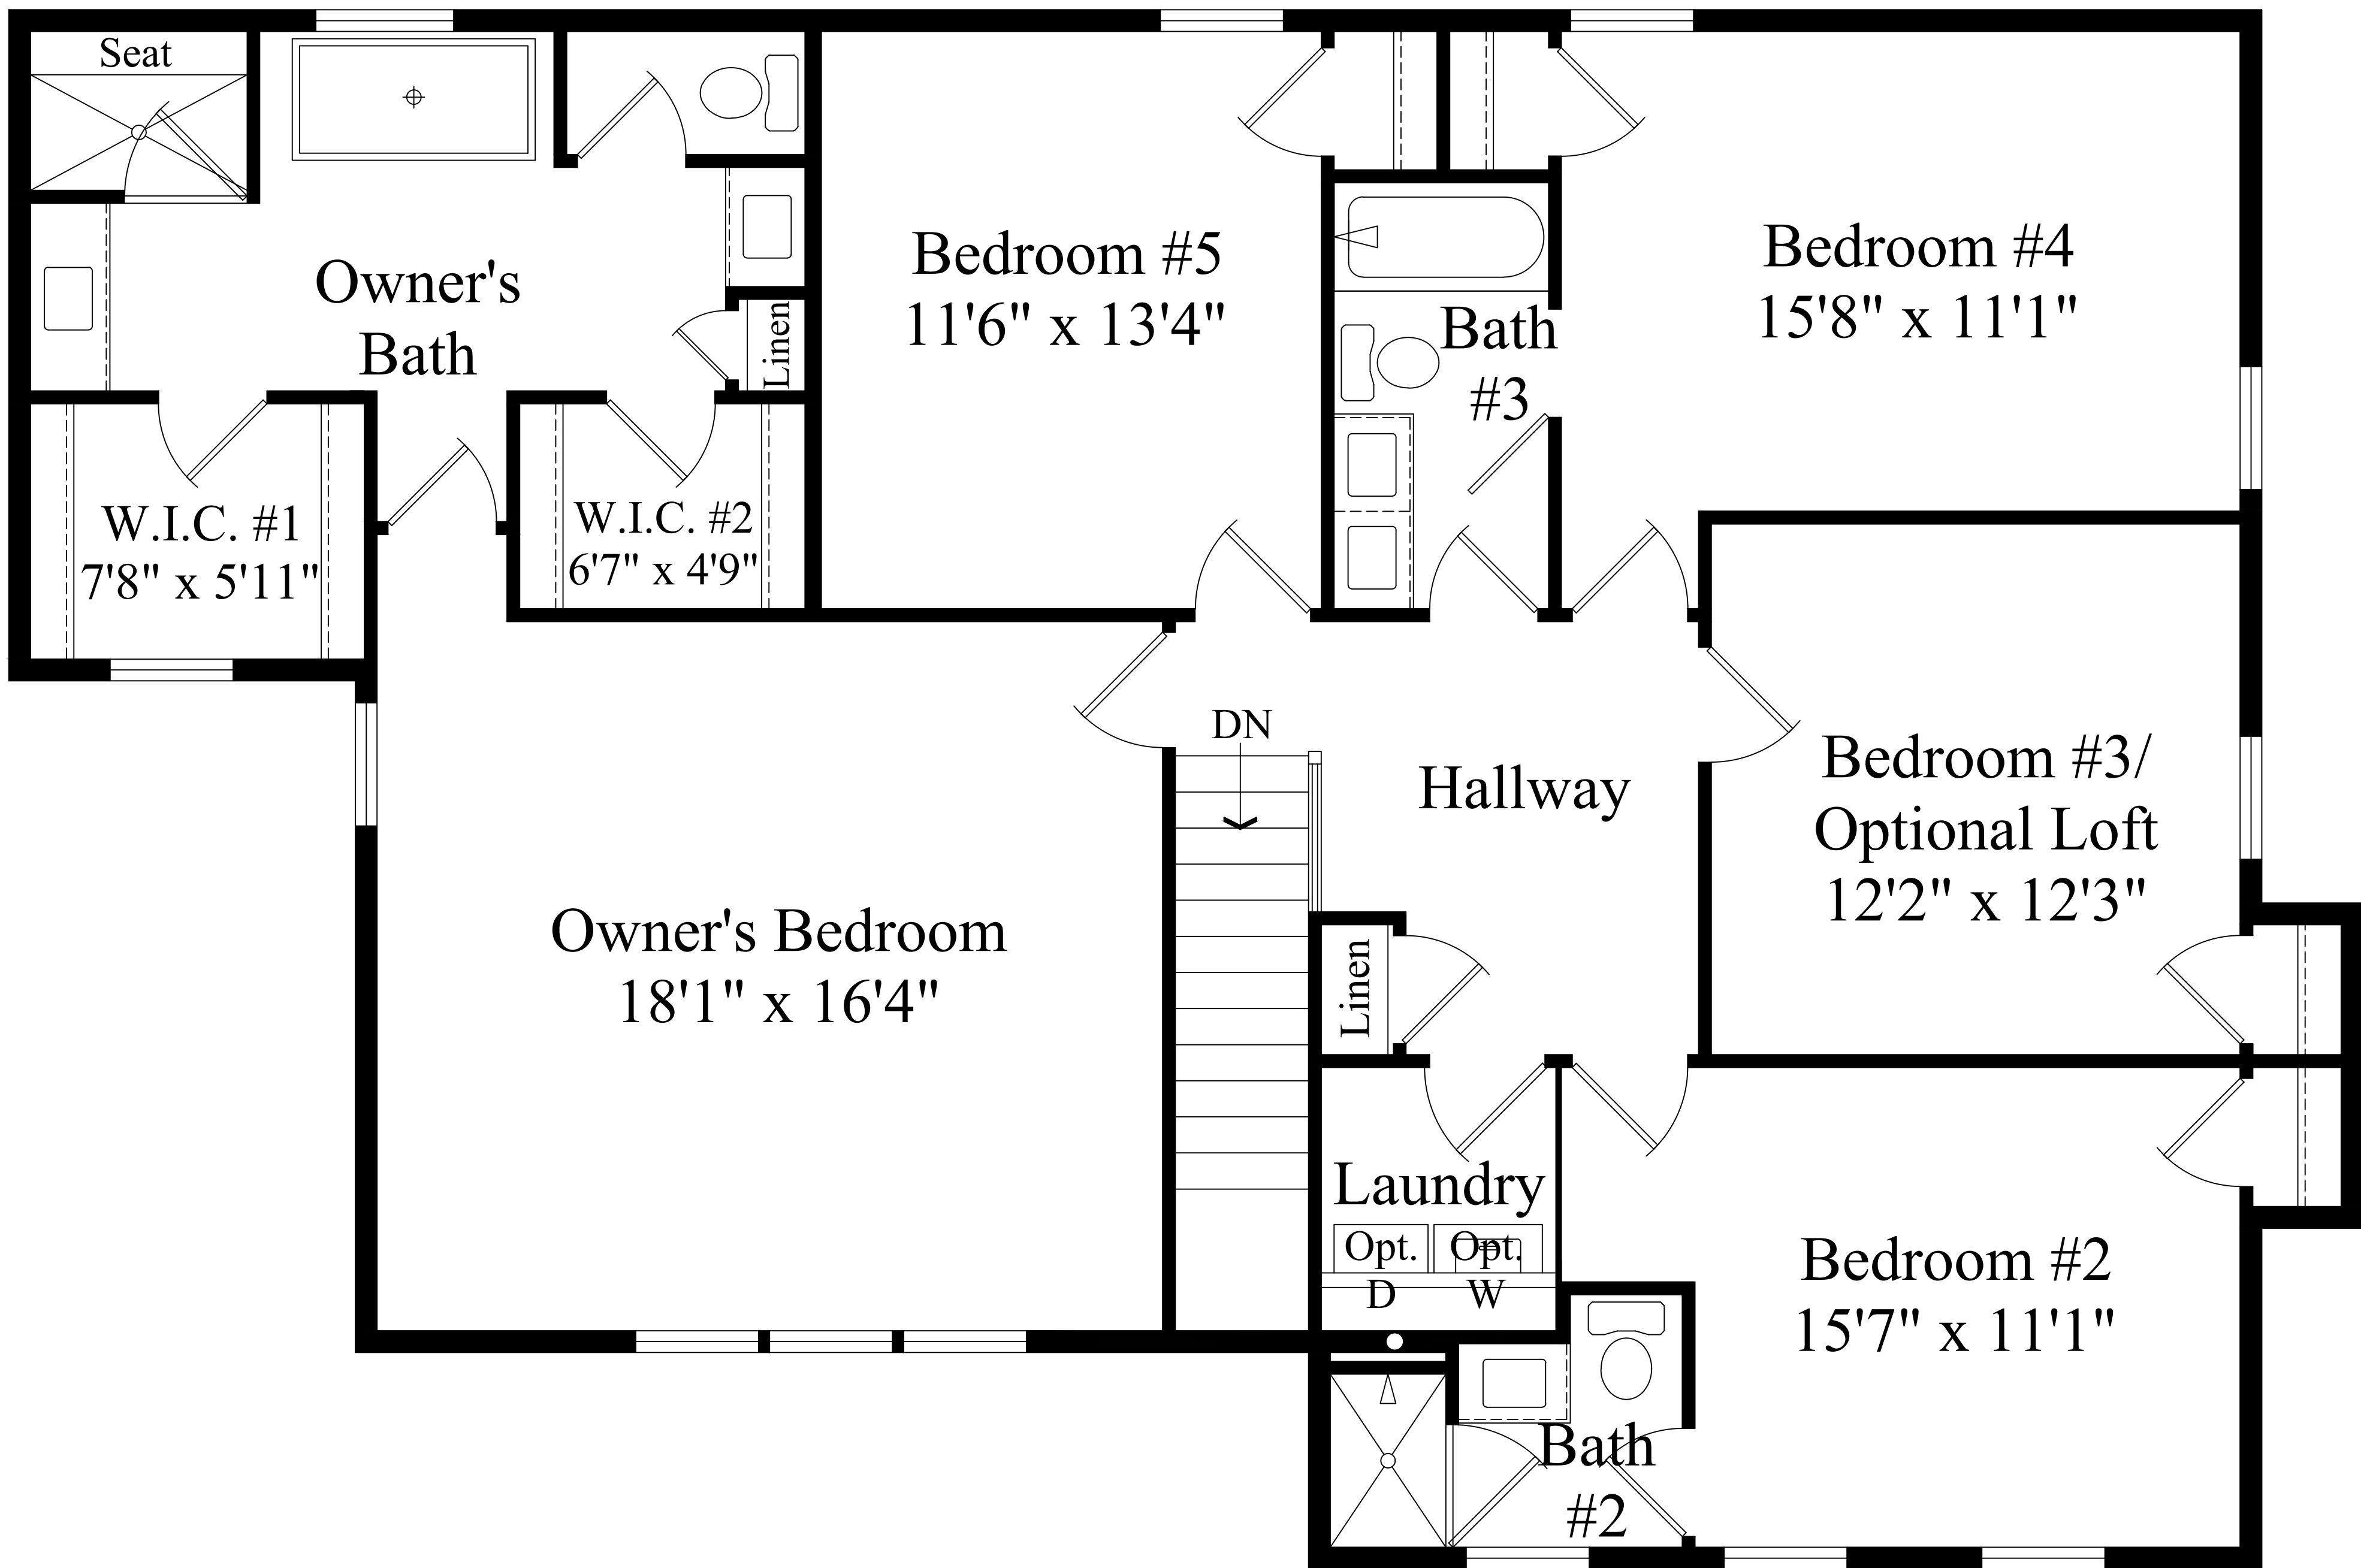 Seat
Owner's
Bath
Linen
W.I.C. #1
7'8" x 5'11"
W.I.C. #2
6'7" x 4'9"
Bedroom #5
11'6" x 13'4"
Bath
#3
Bedroom #4
15'8" x 11'1"
DN
Hallway
Bedroom #3/
Optional Loft
12'2" x 12'3"
Owner's Bedroom
18'1" x 16'4"
Linen
Laundry
Opt.
D
Opt.
W
Bedroom #2
15'7" x 11'1"
Bath
#2